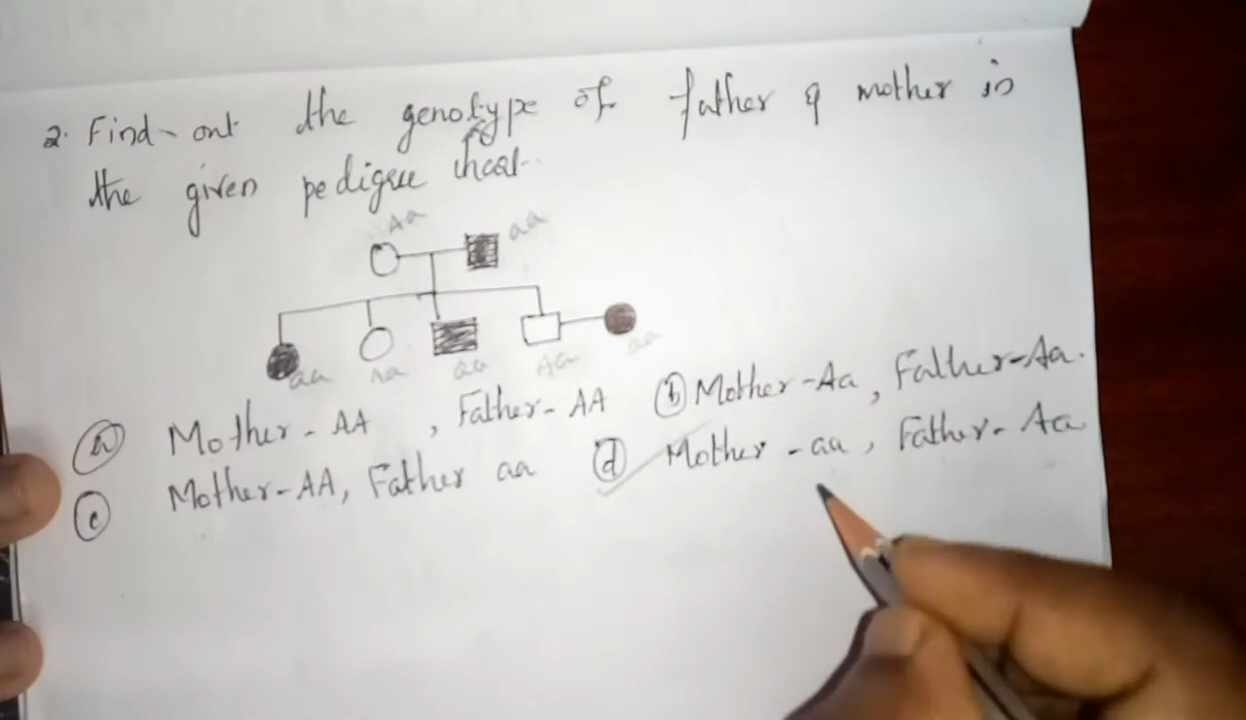 2. Find out the genotype of father & mother in
the given pedigree chart.
Aa aa
aa Aa aa Aa aa
(a) Mother - AA, Father - AA (b) Mother - Aa, Father - Aa.
(c) Mother - AA, Father aa (d) Mother - aa, Father - Aa